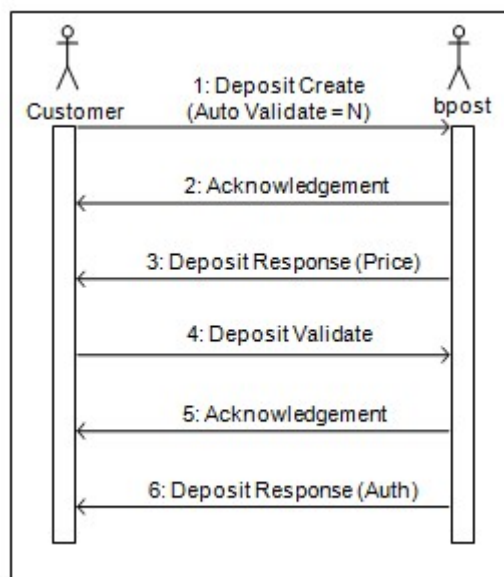 1: Deposit Create
Customer
(Auto Validate = N)
bpost
2: Acknowledgement
3: Deposit Response (Price)
4: Deposit Validate
5: Acknowledgement
6: Deposit Response (Auth)